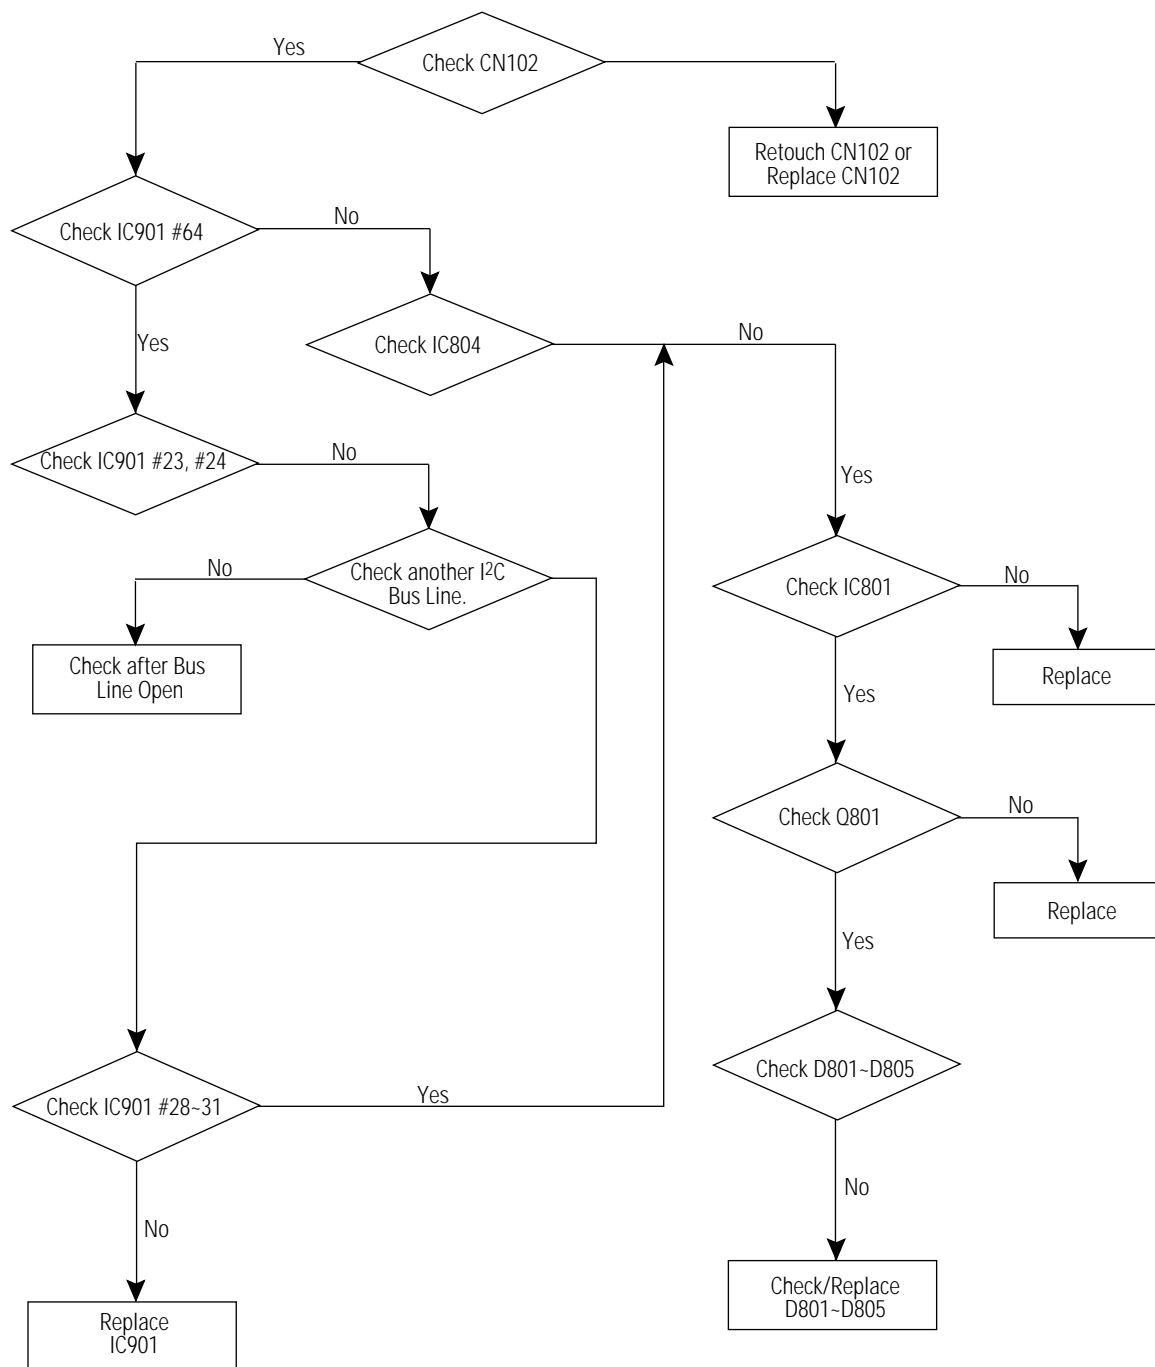 Yes
Check CN102
Retouch CN102 or
Replace CN102
Check IC901 #64
No
Yes
Check IC804
No
Check IC901 #23, #24
No
Yes
Check another I²C
Bus Line.
No
Check after Bus
Line Open
Check IC801
No
Replace
Yes
Check Q801
No
Replace
Yes
Check D801~D805
Check IC901 #28~31
Yes
No
No
Check/Replace
D801~D805
Replace
IC901